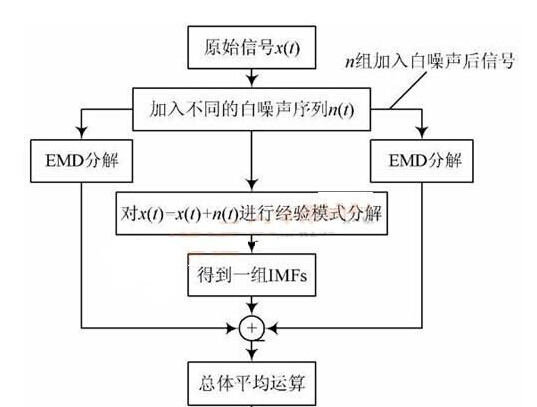 原始信号x(t)
n组加入白噪声后信号
加入不同的白噪声序列n(t)
EMD分解
EMD分解
对x(t)=x(t)+n(t)进行经验模式分解
得到一组IMFs
+
总体平均运算